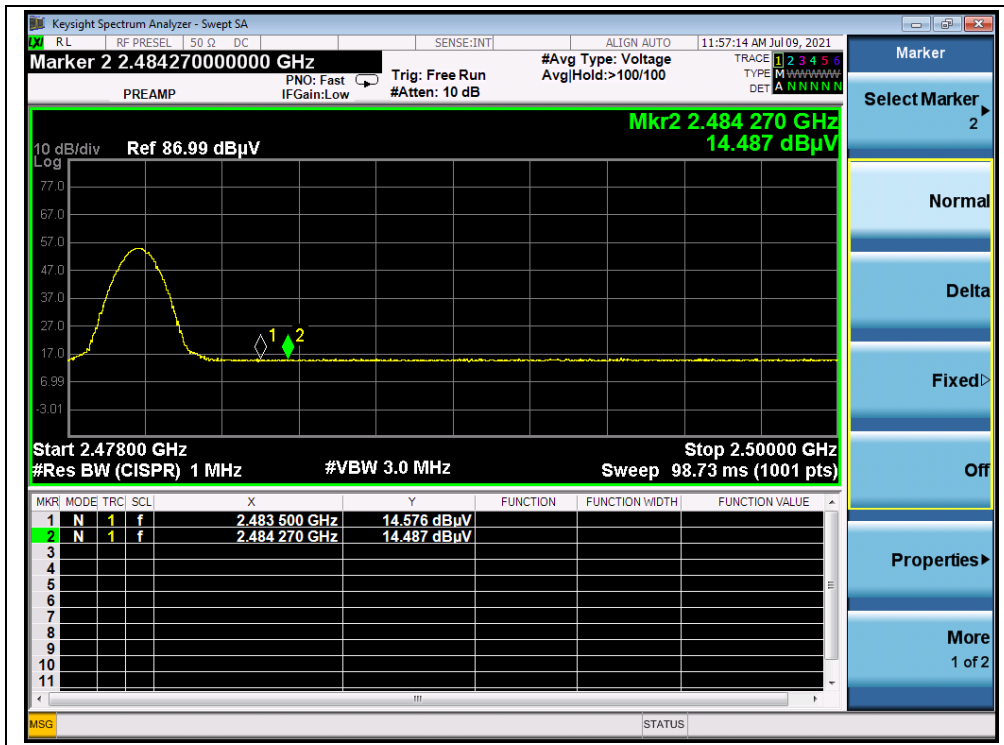 Keysight Spectrum Analyzer - Swept SA
LXI RL RF PRESEL 50 Ω DC SENSE:INT ALIGN AUTO 11:57:14 AM Jul 09, 2021
Marker 2 2.484270000000 GHz
PREAMP
PNO: Fast
IFGain:Low
Trig: Free Run
#Atten: 10 dB
#Avg Type: Voltage
Avg|Hold:>100/100
TRACE 1 2 3 4 5 6
TYPE M WWWWW
DET A N N N N N
Mkr2 2.484 270 GHz
14.487 dBµV
10 dB/div Ref 86.99 dBµV
Log
77.0
67.0
57.0
47.0
37.0
27.0
17.0
6.99
-3.01
1 2
Start 2.47800 GHz Stop 2.50000 GHz
#Res BW (CISPR) 1 MHz #VBW 3.0 MHz Sweep 98.73 ms (1001 pts)
MKR MODE TRC SCL X Y FUNCTION FUNCTION WIDTH FUNCTION VALUE
1 N 1 f 2.483 500 GHz 14.576 dBµV
2 N 1 f 2.484 270 GHz 14.487 dBµV
3
4
5
6
7
8
9
10
11
MSG STATUS
Marker
Select Marker
2
Normal
Delta
Fixed
Off
Properties
More
1 of 2